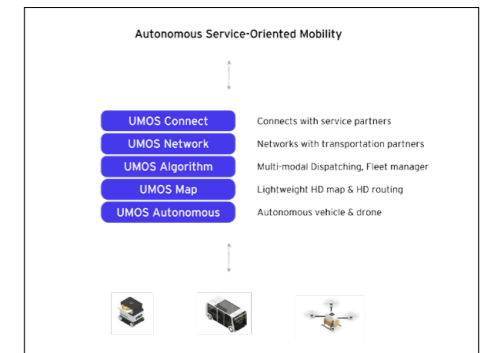 Autonomous Service-Oriented Mobility
UMOS Connect Connects with service partners
UMOS Network Networks with transportation partners
UMOS Algorithm Multi-modal Dispatching, Fleet manager
UMOS Map Lightweight HD map & HD routing
UMOS Autonomous Autonomous vehicle & drone